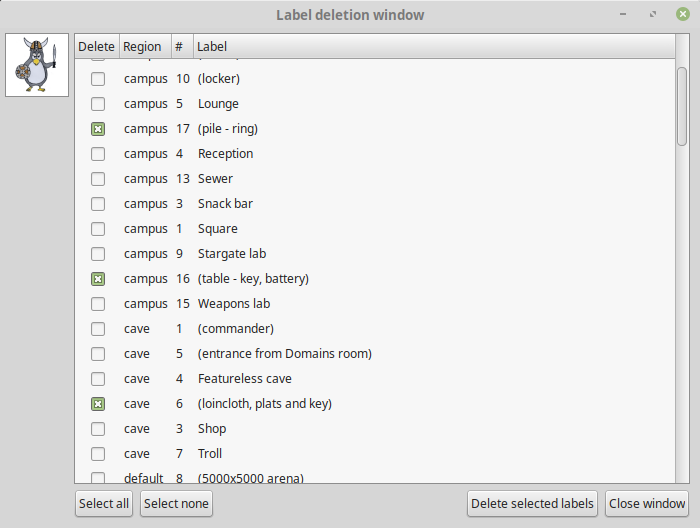 Label deletion window
Delete Region # Label
campus 10 (locker)
campus 5 Lounge
campus 17 (pile - ring)
campus 4 Reception
campus 13 Sewer
campus 3 Snack bar
campus 1 Square
campus 9 Stargate lab
campus 16 (table - key, battery)
campus 15 Weapons lab
cave 1 (commander)
cave 5 (entrance from Domains room)
cave 4 Featureless cave
cave 6 (loincloth, plats and key)
cave 3 Shop
cave 7 Troll
default 8 (5000x5000 arena)
Select all Select none Delete selected labels Close window